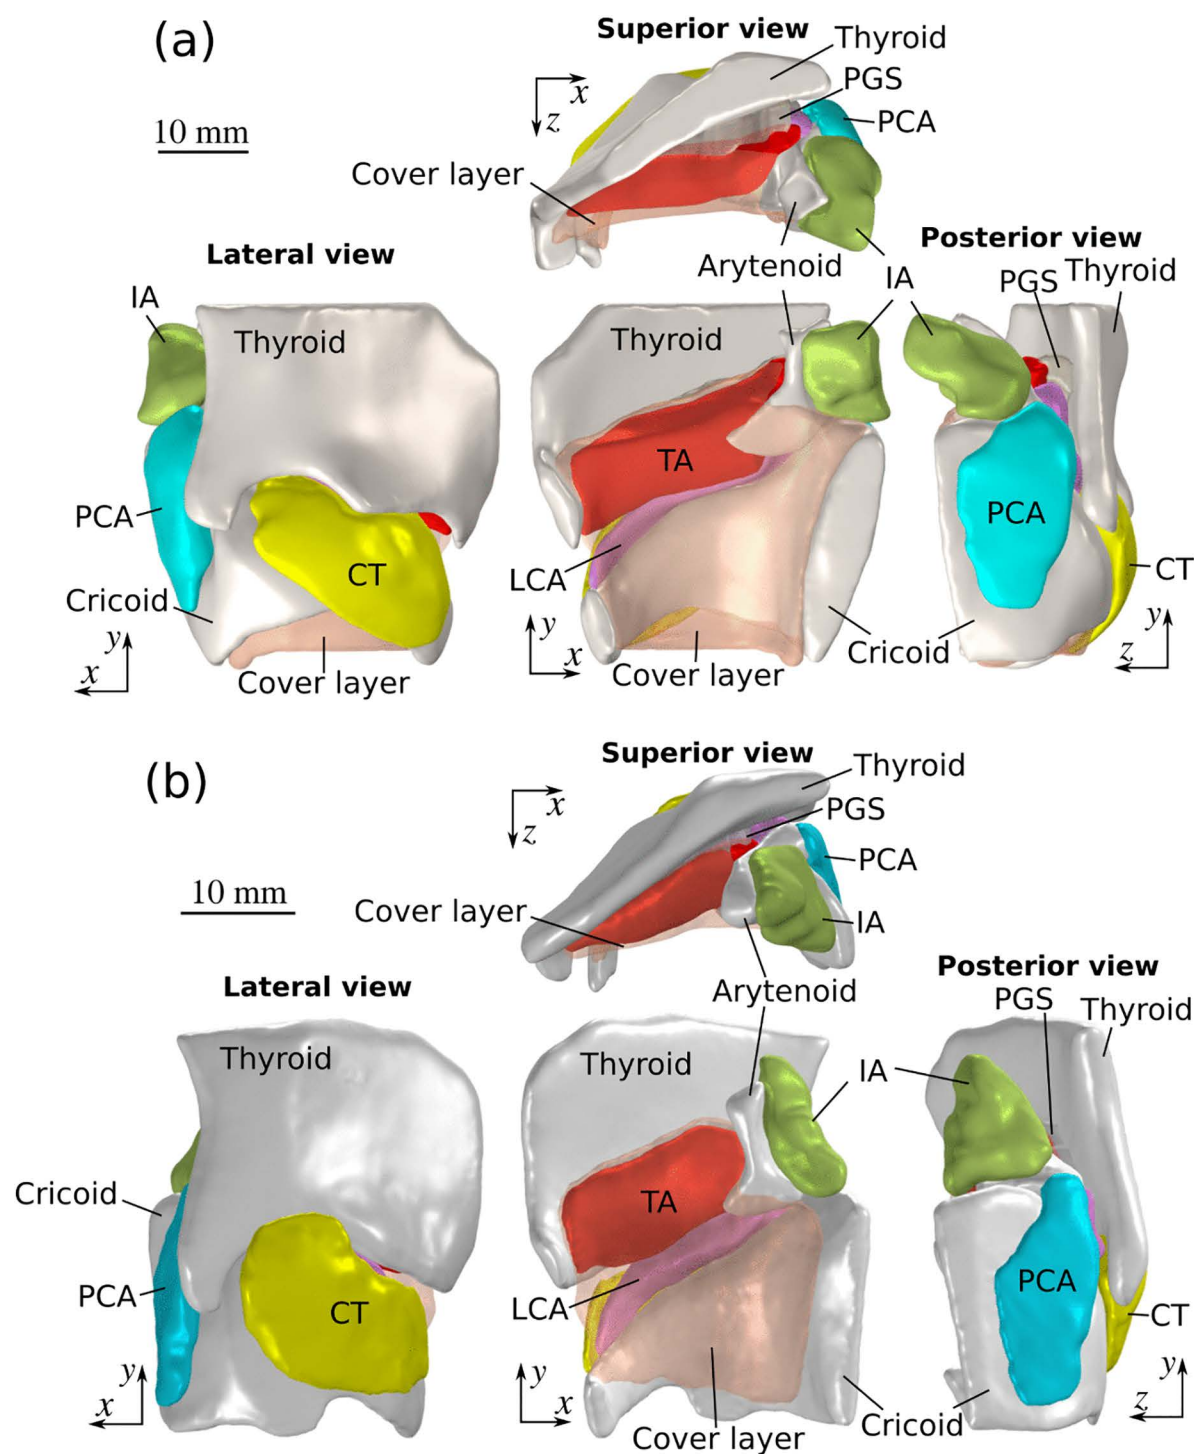 (a)
Superior view
Thyroid
PGS
x
z
PCA
10 mm
Cover layer
Lateral view
Posterior view
Arytenoid
IA
PGS
Thyroid
IA
Thyroid
Thyroid
TA
PCA
PCA
CT
LCA
CT
Cricoid
y
x
Cover layer
y
x
Cover layer
Cricoid
y
z
(b)
Superior view
Thyroid
x
z
PGS
PCA
10 mm
Cover layer
IA
Lateral view
Posterior view
Arytenoid
PGS
Thyroid
Thyroid
Thyroid
IA
Cricoid
TA
PCA
PCA
CT
LCA
CT
y
x
y
x
Cover layer
Cricoid
y
z